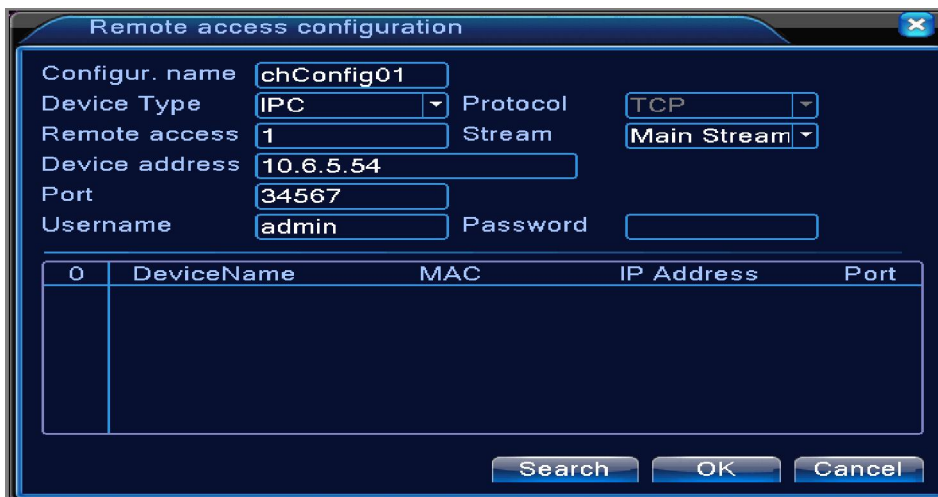 Remote access configuration
Configur. name chConfig01
Device Type IPC Protocol TCP
Remote access 1 Stream Main Stream
Device address 10.6.5.54
Port 34567
Username admin Password
0 DeviceName MAC IP Address Port
Search OK Cancel